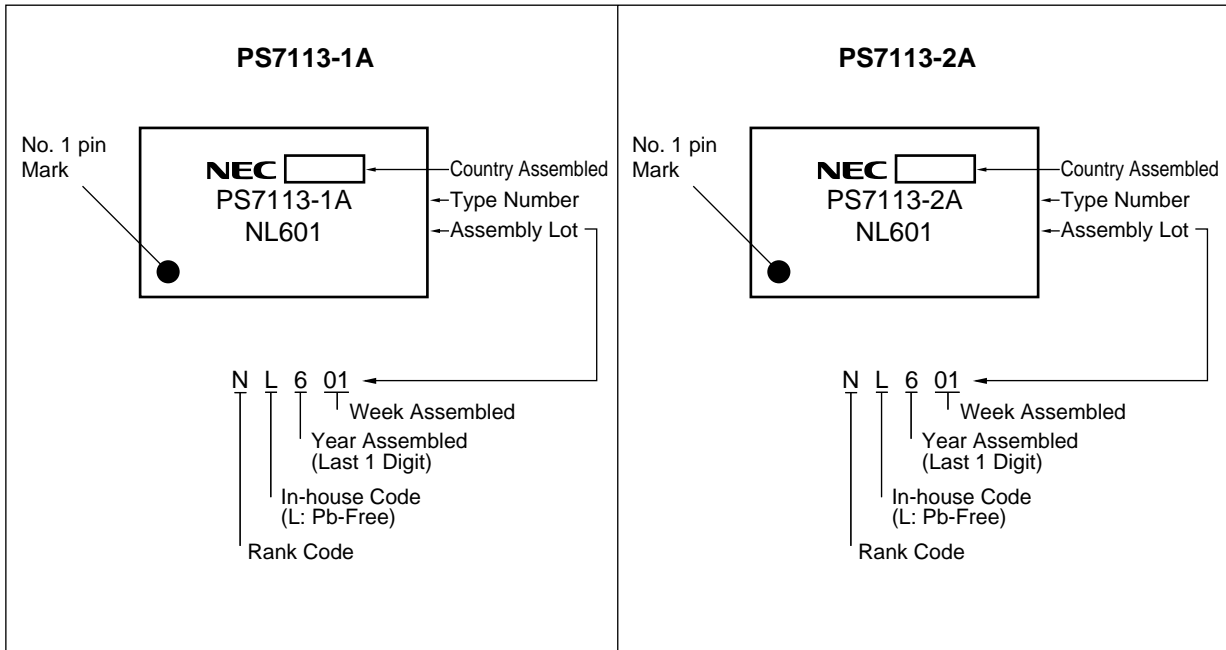 PS7113-1A
No. 1 pin
Mark
NEC
Country Assembled
PS7113-1A
Type Number
NL601
Assembly Lot
N L 6 01
Week Assembled
Year Assembled
(Last 1 Digit)
In-house Code
(L: Pb-Free)
Rank Code
PS7113-2A
No. 1 pin
Mark
NEC
Country Assembled
PS7113-2A
Type Number
NL601
Assembly Lot
N L 6 01
Week Assembled
Year Assembled
(Last 1 Digit)
In-house Code
(L: Pb-Free)
Rank Code